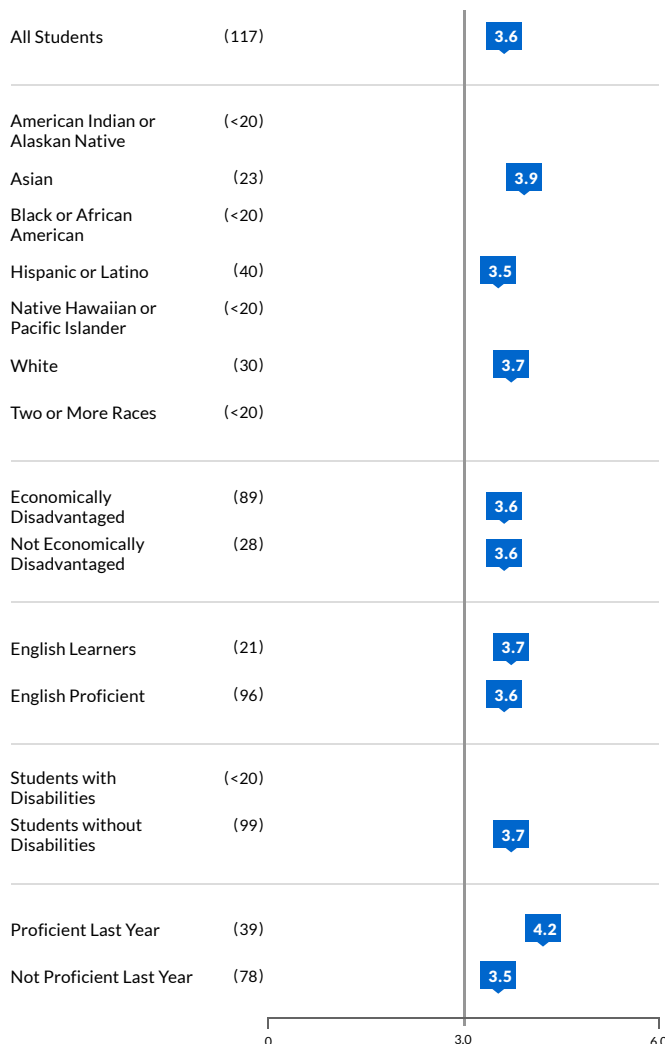 All Students (117) 3.6
American Indian or (<20)
Alaskan Native
Asian (23) 3.9
Black or African (<20)
American
Hispanic or Latino (40) 3.5
Native Hawaiian or (<20)
Pacific Islander
White (30) 3.7
Two or More Races (<20)
Economically (89) 3.6
Disadvantaged
Not Economically (28) 3.6
Disadvantaged
English Learners (21) 3.7
English Proficient (96) 3.6
Students with (<20)
Disabilities
Students without (99) 3.7
Disabilities
Proficient Last Year (39) 4.2
Not Proficient Last Year (78) 3.5
0 3.0 6.0